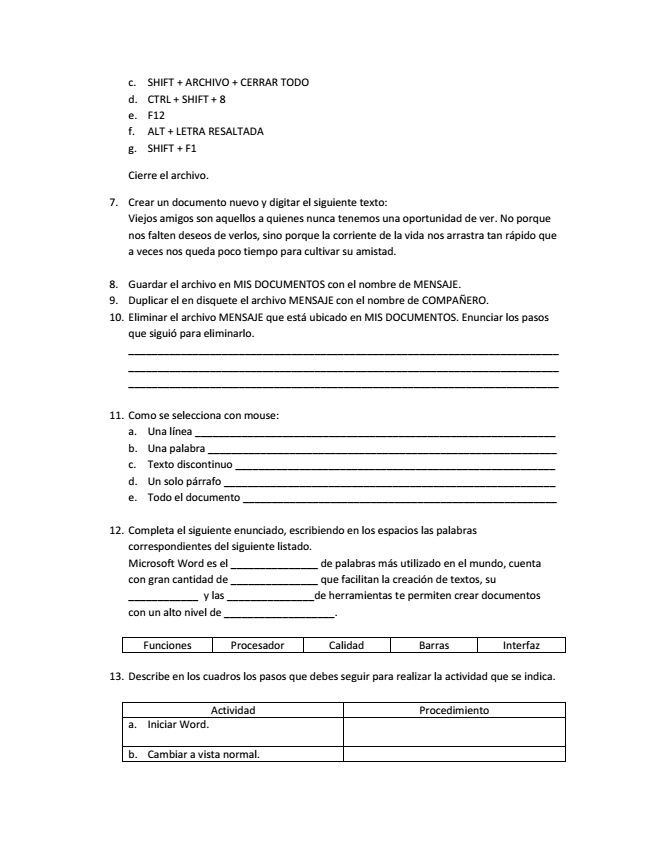 c. SHIFT + ARCHIVO + CERRAR TODO
d. CTRL + SHIFT + 8
e. F12
f. ALT + LETRA RESALTADA
g. SHIFT + F1
Cierre el archivo.
7. Crear un documento nuevo y digitar el siguiente texto:
Viejos amigos son aquellos a quienes nunca tenemos una oportunidad de ver. No porque
nos falten deseos de verlos, sino porque la corriente de la vida nos arrastra tan rápido que
a veces nos queda poco tiempo para cultivar su amistad.
8. Guardar el archivo en MIS DOCUMENTOS con el nombre de MENSAJE.
9. Duplicar el en disquete el archivo MENSAJE con el nombre de COMPAÑERO.
10. Eliminar el archivo MENSAJE que está ubicado en MIS DOCUMENTOS. Enunciar los pasos
que siguió para eliminarlo.
_______________________________________________
_______________________________________________
_______________________________________________
11. Como se selecciona con mouse:
a. Una línea _______________________________________
b. Una palabra _____________________________________
c. Texto discontinuo __________________________________
d. Un solo párrafo ___________________________________
e. Todo el documento _________________________________
12. Completa el siguiente enunciado, escribiendo en los espacios las palabras
correspondientes del siguiente listado.
Microsoft Word es el _______________ de palabras más utilizado en el mundo, cuenta
con gran cantidad de _______________ que facilitan la creación de textos, su
____________ y las _______________de herramientas te permiten crear documentos
con un alto nivel de ___________________.
Funciones Procesador Calidad Barras Interfaz
13. Describe en los cuadros los pasos que debes seguir para realizar la actividad que se indica.
Actividad Procedimiento
a. Iniciar Word.
b. Cambiar a vista normal.